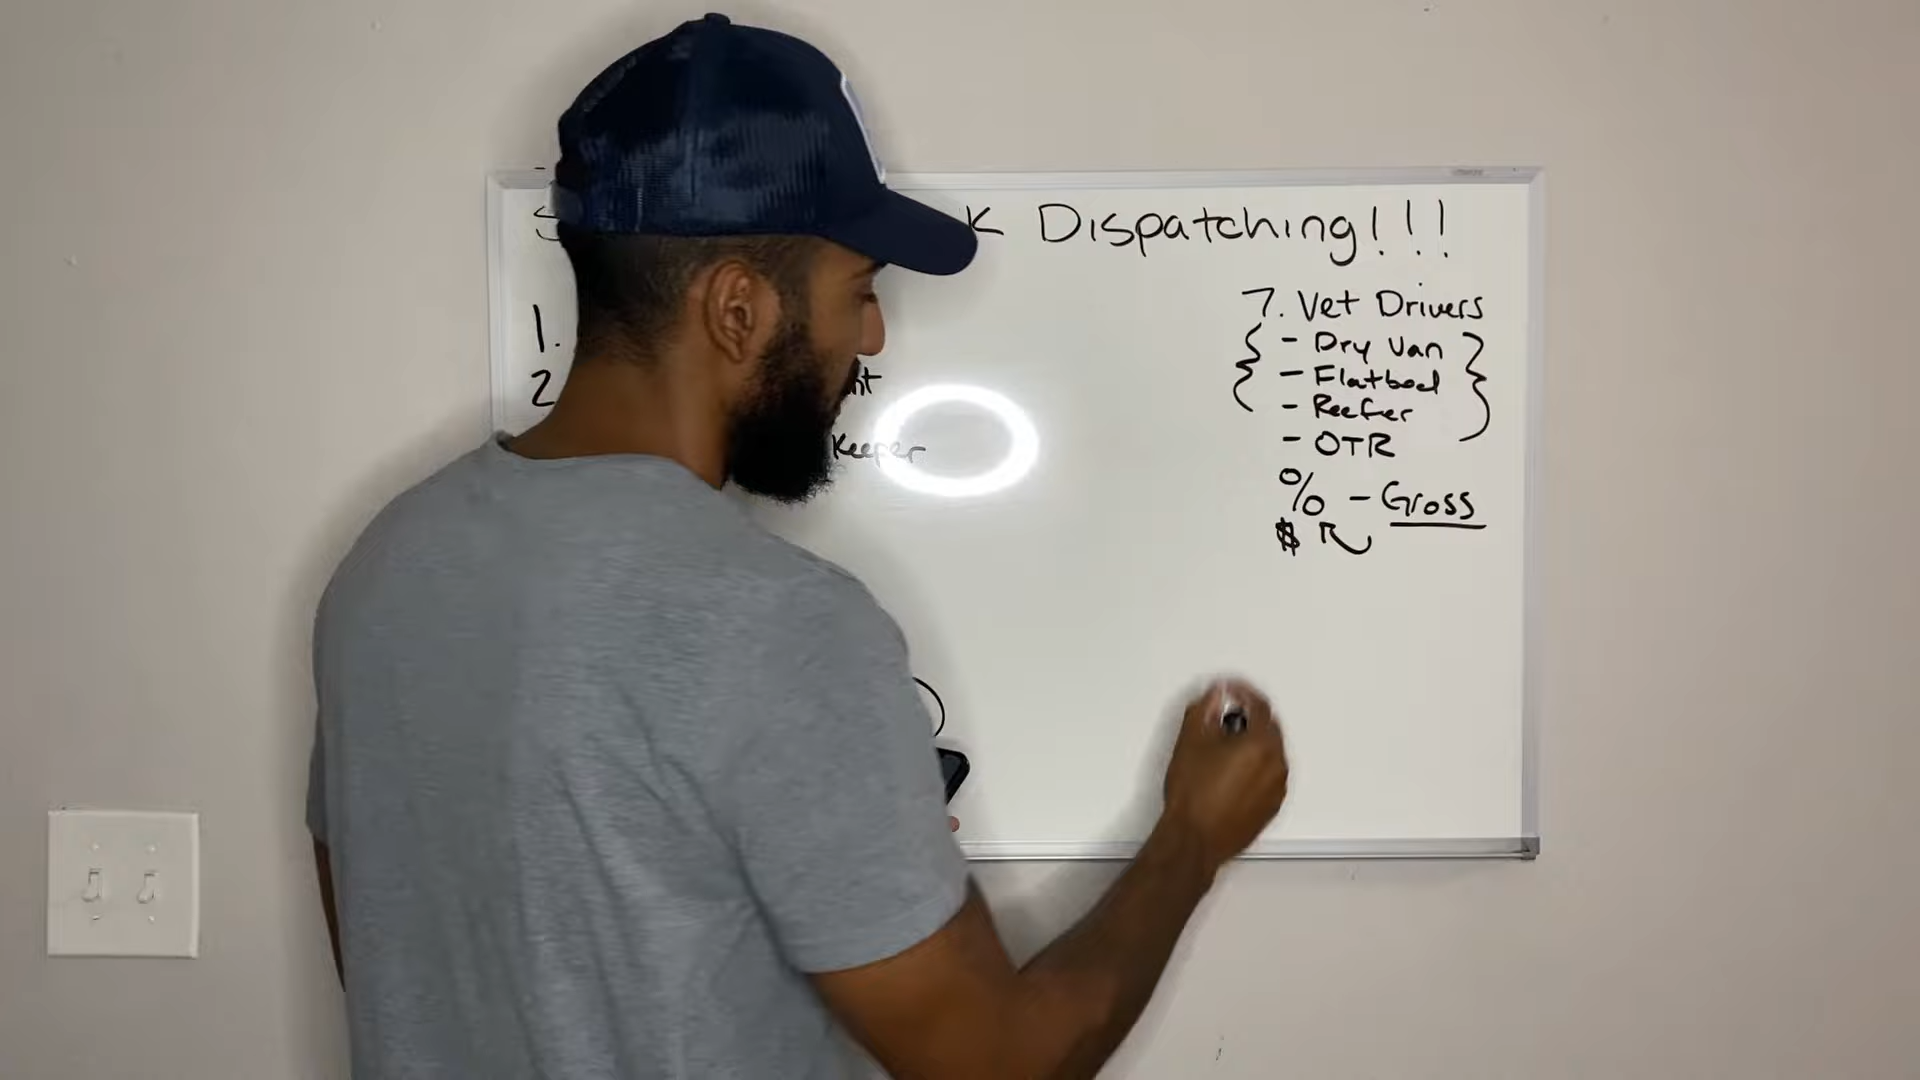 Dispatching!!!
1.
2
Keeper
7. Vet Drivers
- Dry Van
- Flatbed
- Reefer
- OTR
% - Gross
$